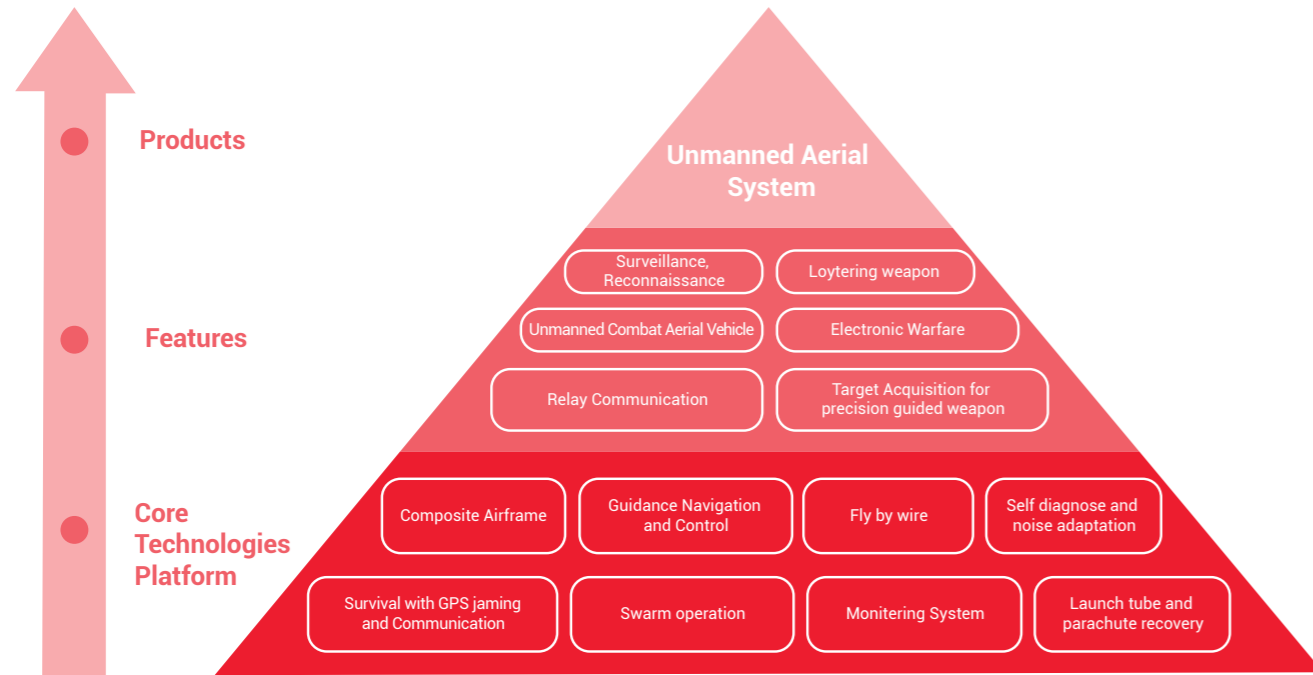 Products
Unmanned Aerial
System
Features
Surveillance,
Reconnaissance
Loytering weapon
Unmanned Combat Aerial Vehicle
Electronic Warfare
Relay Communication
Target Acquisition for
precision guided weapon
Core
Technologies
Platform
Composite Airframe
Guidance Navigation
and Control
Fly by wire
Self diagnose and
noise adaptation
Survival with GPS jaming
and Communication
Swarm operation
Monitering System
Launch tube and
parachute recovery